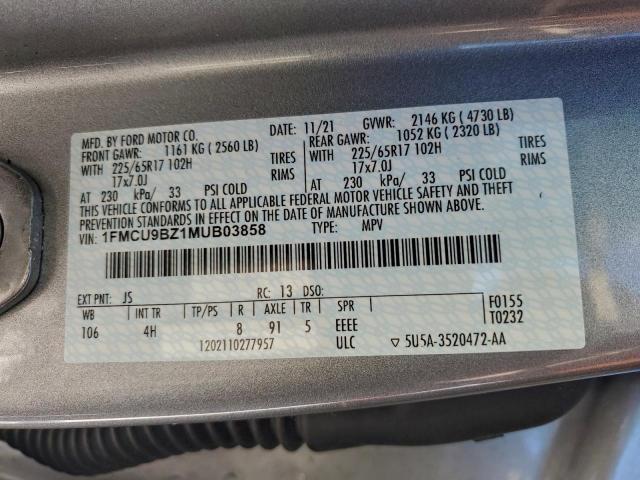 MFD. BY FORD MOTOR CO. DATE: 11/21 GVWR: 2146 KG ( 4730 LB)
FRONT GAWR: 1161 KG ( 2560 LB) REAR GAWR: 1052 KG ( 2320 LB)
WITH 225/65R17 102H TIRES WITH 225/65R17 102H TIRES
17x7.0J RIMS 17x7.0J RIMS
AT 230 kPa/ 33 PSI COLD AT 230 kPa/ 33 PSI COLD
THIS VEHICLE CONFORMS TO ALL APPLICABLE FEDERAL MOTOR VEHICLE SAFETY AND THEFT
PREVENTION STANDARDS IN EFFECT ON THE DATE OF MANUFACTURE SHOWN ABOVE.
VIN: 1FMCU9BZ1MUB03858 TYPE: MPV
EXT PNT: JS RC: 13 DSO: F0155
WB INT TR TP/PS R AXLE TR SPR T0232
106 4H 8 91 5 EEEE
1202110277957 ULC ▽ 5U5A-3520472-AA